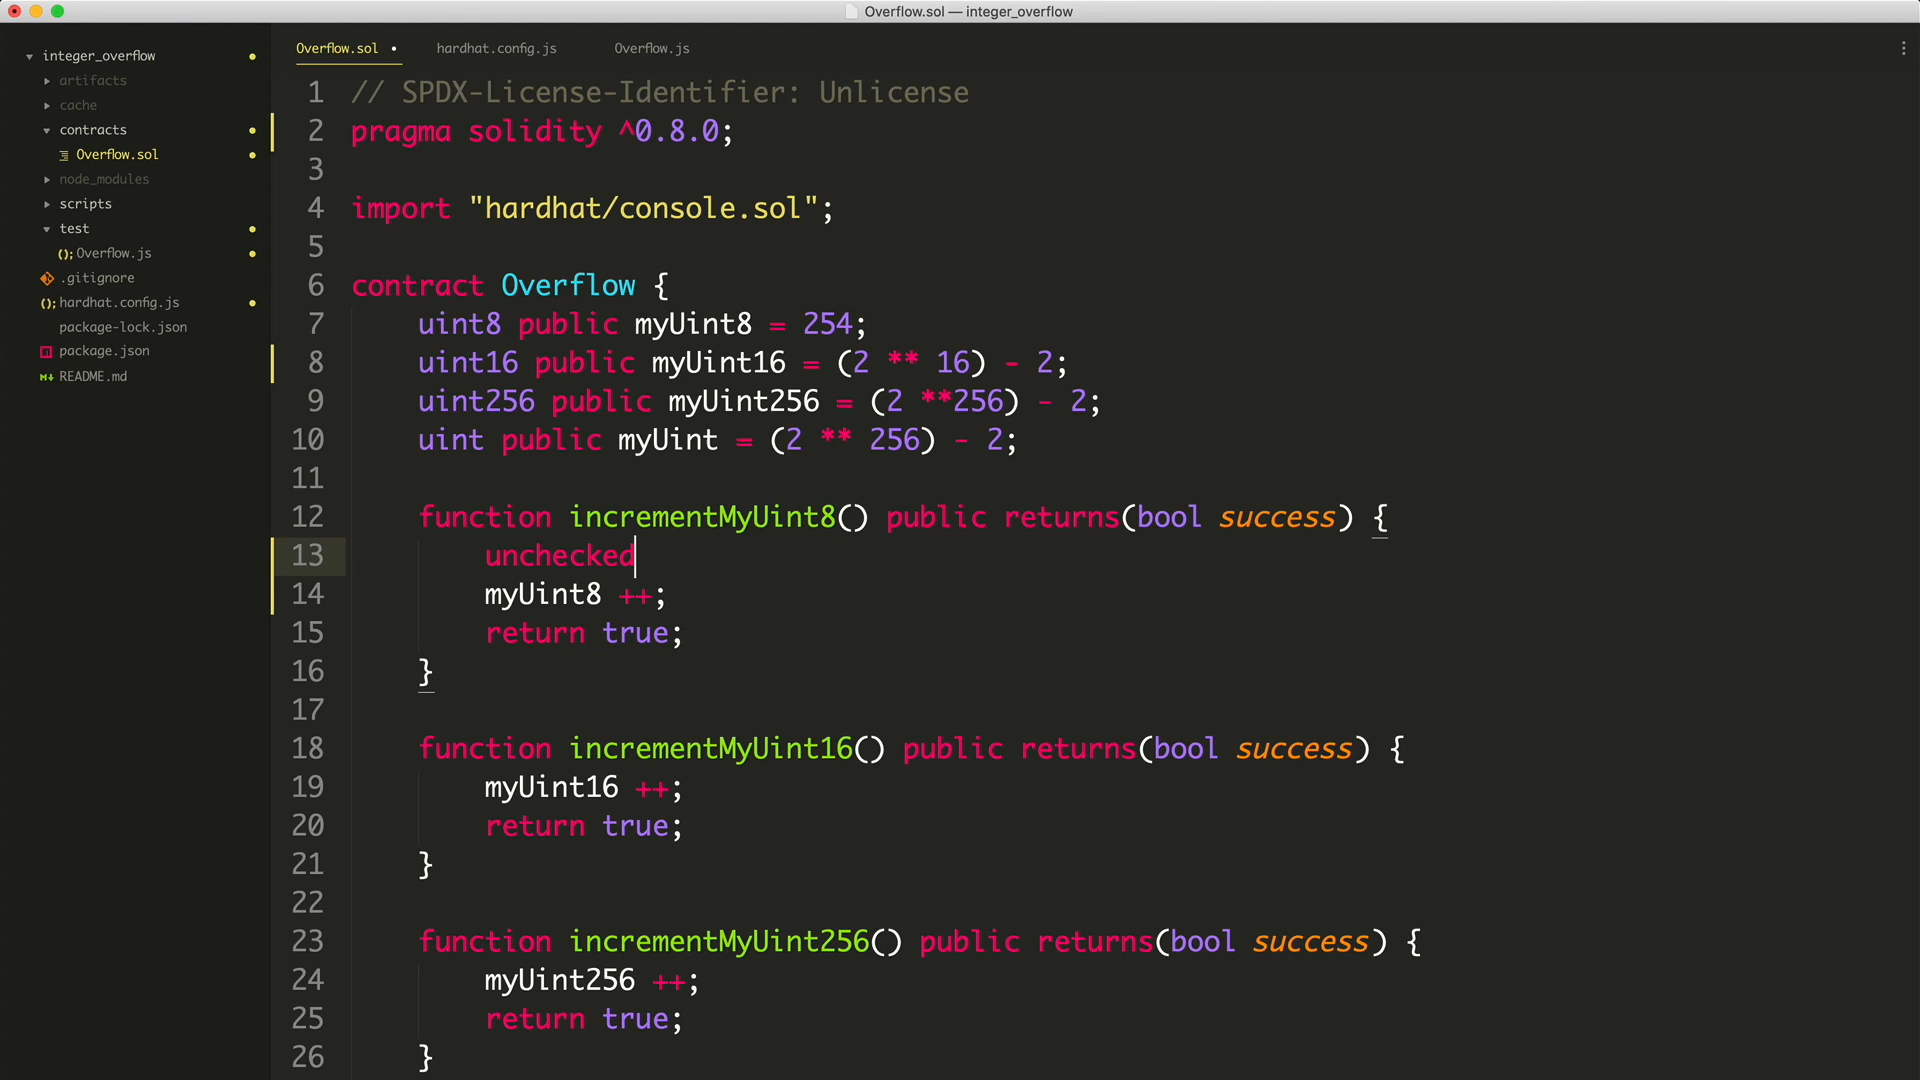 Overflow.sol — integer_overflow
integer_overflow
artifacts
cache
contracts
Overflow.sol
node_modules
scripts
test
(); Overflow.js
.gitignore
(); hardhat.config.js
package-lock.json
package.json
M+ README.md
Overflow.sol •
hardhat.config.js
Overflow.js
1 // SPDX-License-Identifier: Unlicense
2 pragma solidity ^0.8.0;
3
4 import "hardhat/console.sol";
5
6 contract Overflow {
7 uint8 public myUint8 = 254;
8 uint16 public myUint16 = (2 ** 16) - 2;
9 uint256 public myUint256 = (2 **256) - 2;
10 uint public myUint = (2 ** 256) - 2;
11
12 function incrementMyUint8() public returns(bool success) {
13 unchecked
14 myUint8 ++;
15 return true;
16 }
17
18 function incrementMyUint16() public returns(bool success) {
19 myUint16 ++;
20 return true;
21 }
22
23 function incrementMyUint256() public returns(bool success) {
24 myUint256 ++;
25 return true;
26 }